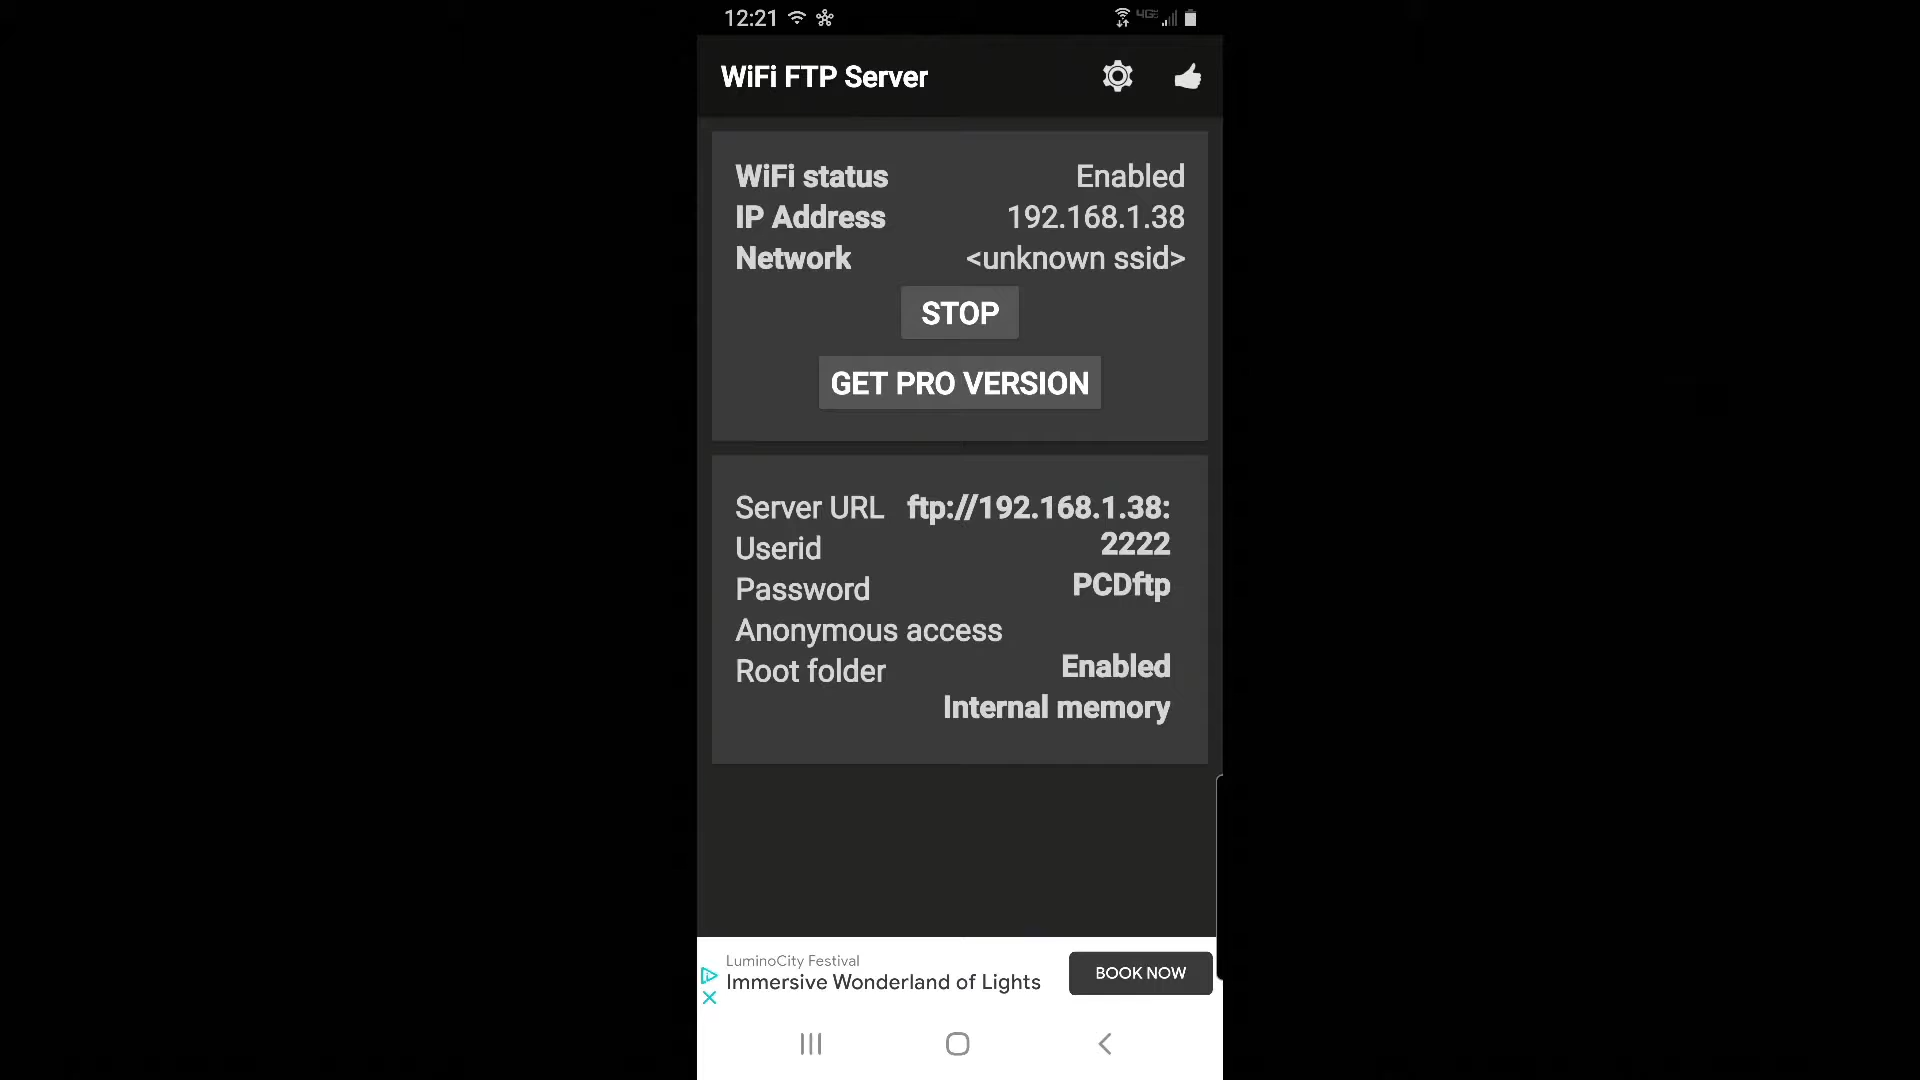 12:21
4G
WiFi FTP Server
WiFi status Enabled
IP Address 192.168.1.38
Network <unknown ssid>
STOP
GET PRO VERSION
Server URL ftp://192.168.1.38:
2222
Userid
PCDftp
Password
Anonymous access
Enabled
Root folder
Internal memory
LuminoCity Festival
Immersive Wonderland of Lights
BOOK NOW